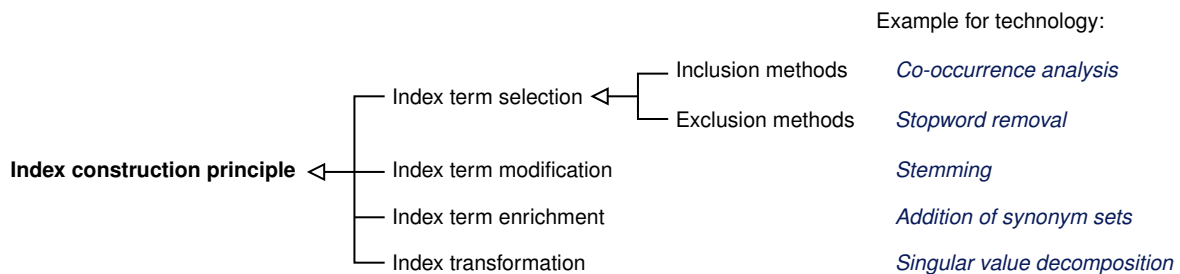 Example for technology:
Inclusion methods Co-occurrence analysis
Index term selection
Exclusion methods Stopword removal
Index construction principle Index term modification Stemming
Index term enrichment Addition of synonym sets
Index transformation Singular value decomposition